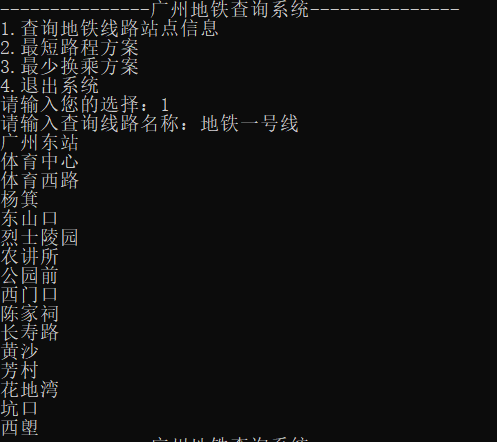 ---------------广州地铁查询系统---------------
1.查询地铁线路站点信息
2.最短路程方案
3.最少换乘方案
4.退出系统
请输入您的选择：1
请输入查询线路名称：地铁一号线
广州东站
体育中心
体育西路
杨箕
东山口
烈士陵园
农讲所
公园前
西门口
陈家祠
长寿路
黄沙
芳村
花地湾
坑口
西塱